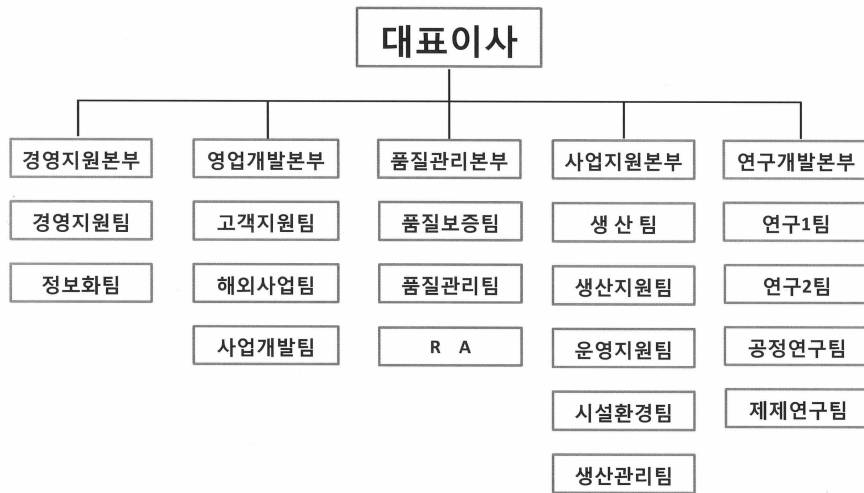 대표이사
경영지원본부 영업개발본부 품질관리본부 사업지원본부 연구개발본부
경영지원팀 고객지원팀 품질보증팀 생 산 팀 연구1팀
정보화팀 해외사업팀 품질관리팀 생산지원팀 연구2팀
사업개발팀 R A 운영지원팀 공정연구팀
시설환경팀 제제연구팀
생산관리팀